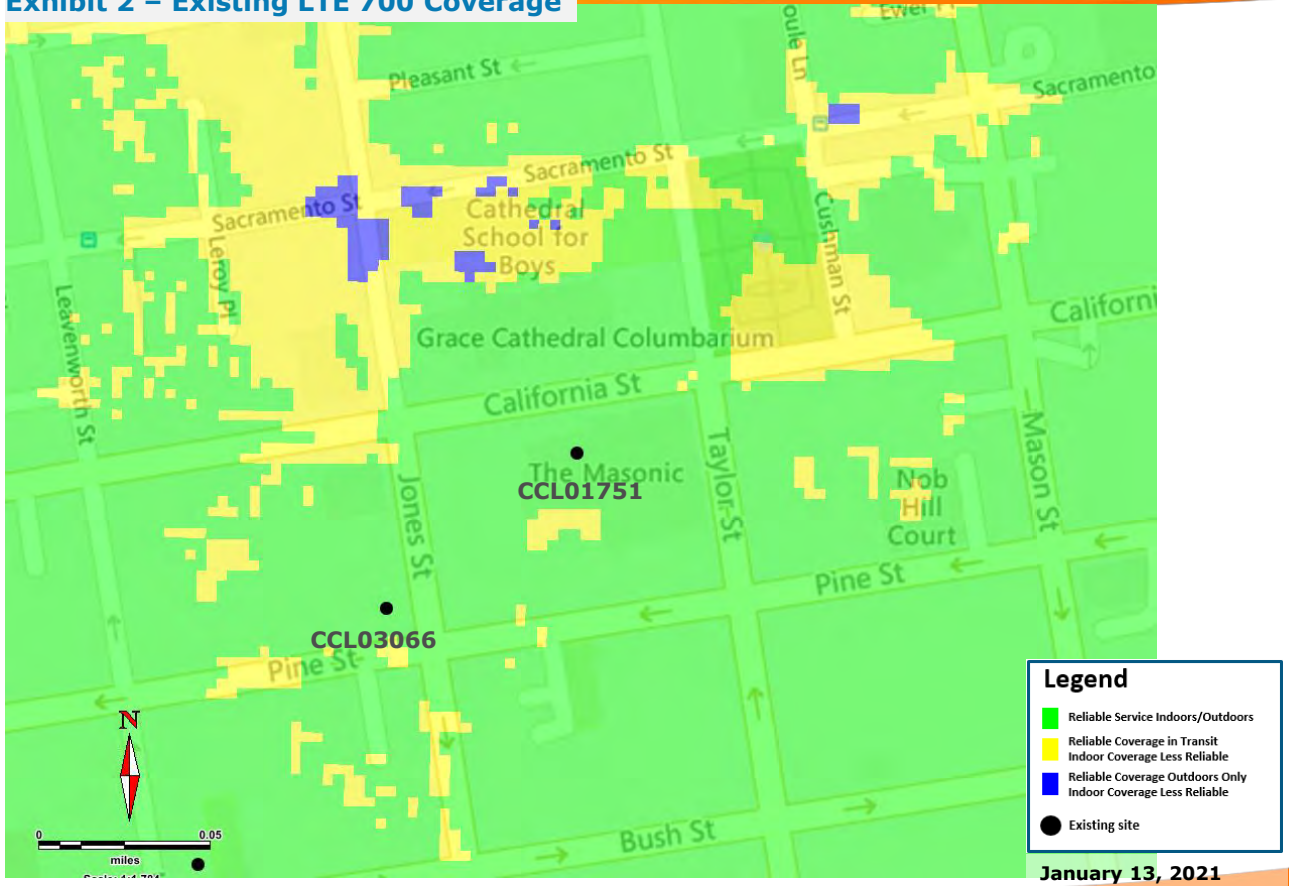 Exhibit 2 – Existing LTE 700 Coverage
Pleasant St
Sacramento
Sacramento St
Sacramento St
Cathedral
School for
Boys
Leroy Pl
Cushman St
Leavenworth St
Grace Cathedral Columbarium
California St
The Masonic
CCL01751
Jones St
Taylor St
Mason St
Nob
Hill
Court
Pine St
CCL03066
Pine St
Bush St
N
0 0.05
miles
Legend
Reliable Service Indoors/Outdoors
Reliable Coverage in Transit
Indoor Coverage Less Reliable
Reliable Coverage Outdoors Only
Indoor Coverage Less Reliable
Existing site
January 13, 2021